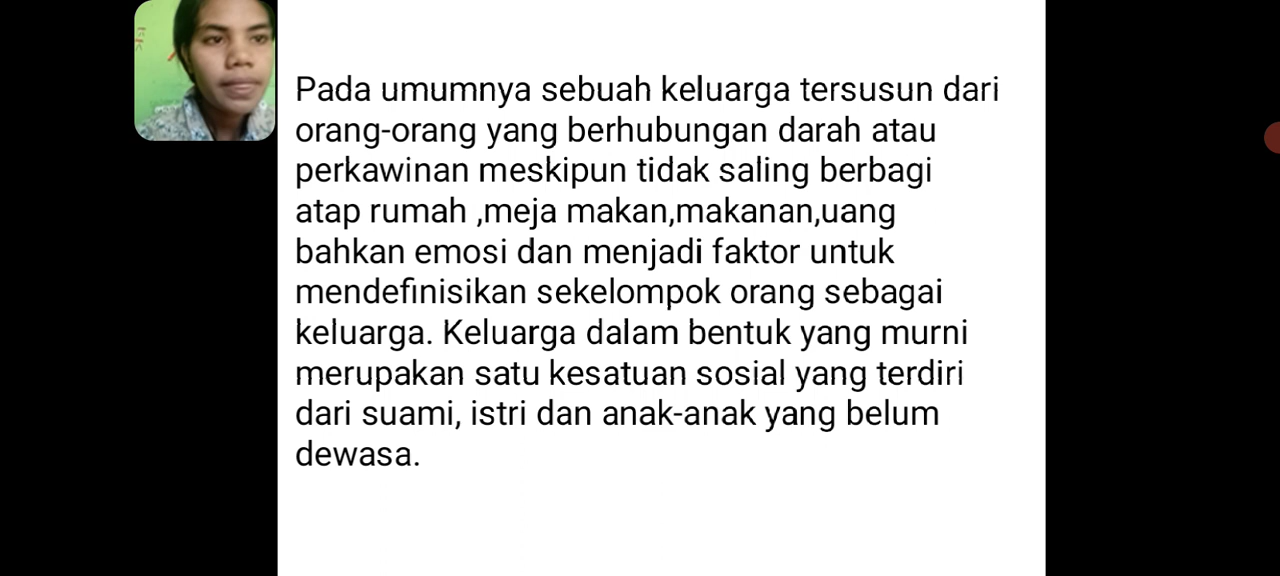 Pada umumnya sebuah keluarga tersusun dari
orang-orang yang berhubungan darah atau
perkawinan meskipun tidak saling berbagi
atap rumah ,meja makan,makanan,uang
bahkan emosi dan menjadi faktor untuk
mendefinisikan sekelompok orang sebagai
keluarga. Keluarga dalam bentuk yang murni
merupakan satu kesatuan sosial yang terdiri
dari suami, istri dan anak-anak yang belum
dewasa.